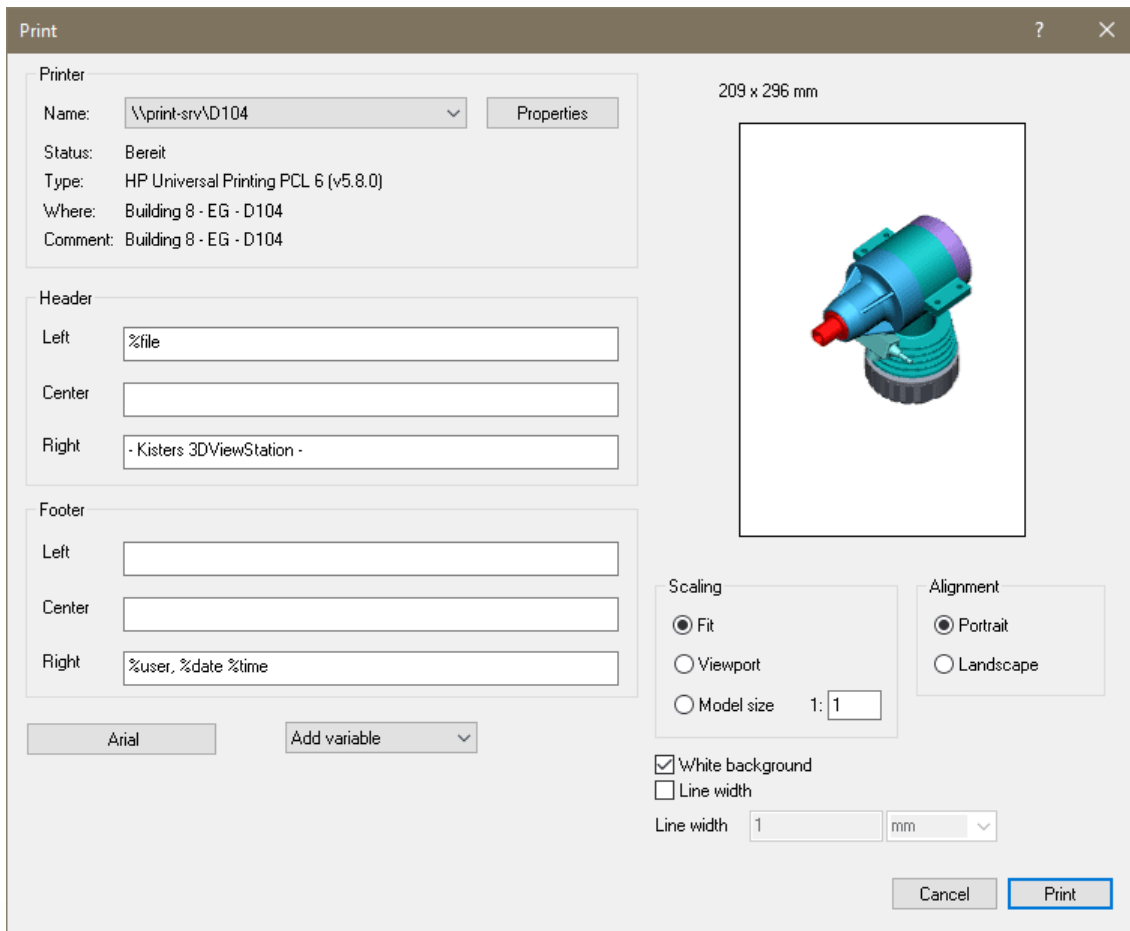 Print
?
Printer
Name: \\print-srv\D104 Properties
Status: Bereit
Type: HP Universal Printing PCL 6 (v5.8.0)
Where: Building 8 - EG - D104
Comment: Building 8 - EG - D104
Header
Left %file
Center
Right - Kisters 3DViewStation -
Footer
Left
Center
Right %user, %date %time
Arial Add variable
209 x 296 mm
Scaling
Fit
Viewport
Model size 1: 1
Alignment
Portrait
Landscape
White background
Line width
Line width 1 mm
Cancel Print